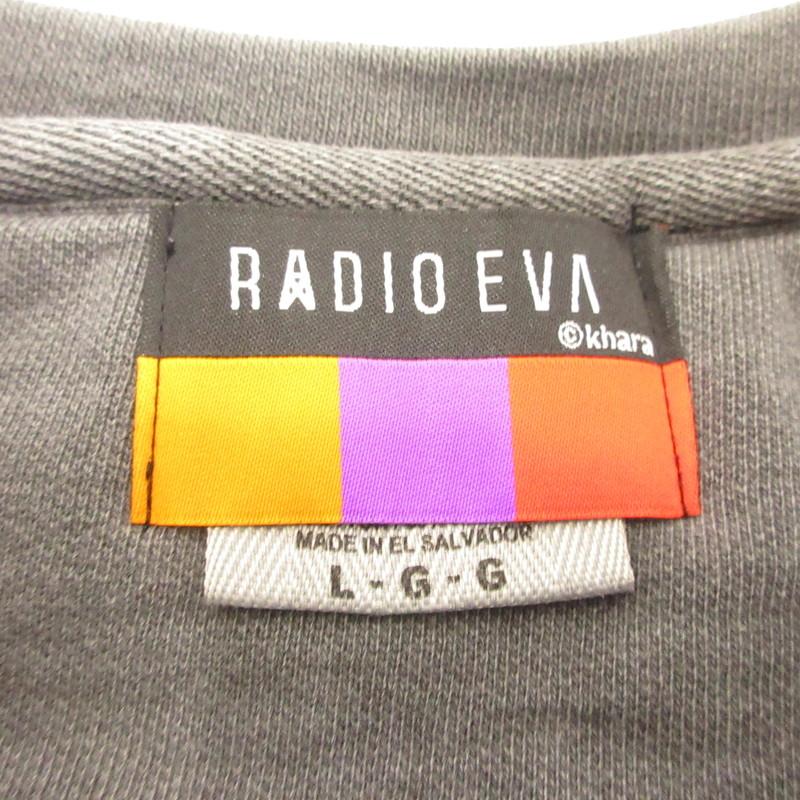 RADIO EVA
©khara
MADE IN EL SALVADOR
L - G - G